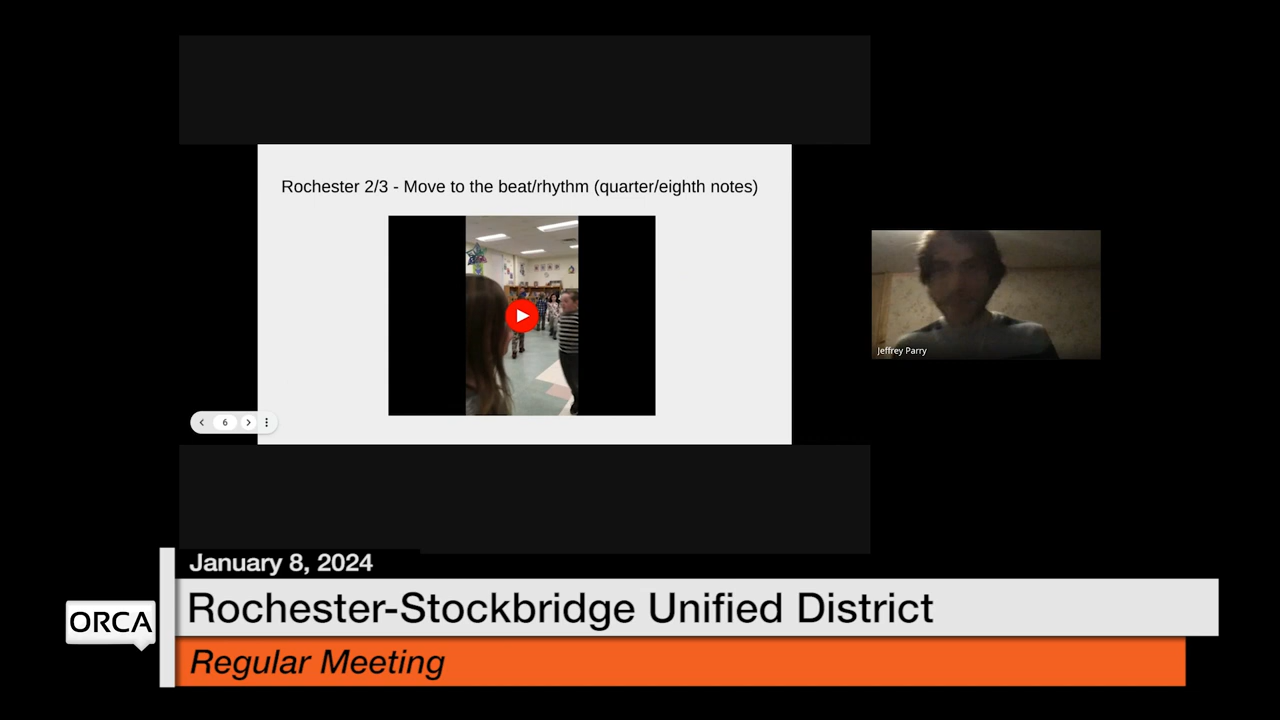 Rochester 2/3 - Move to the beat/rhythm (quarter/eighth notes)
Jeffrey Parry
6
January 8, 2024
Rochester-Stockbridge Unified District
ORCA
Regular Meeting